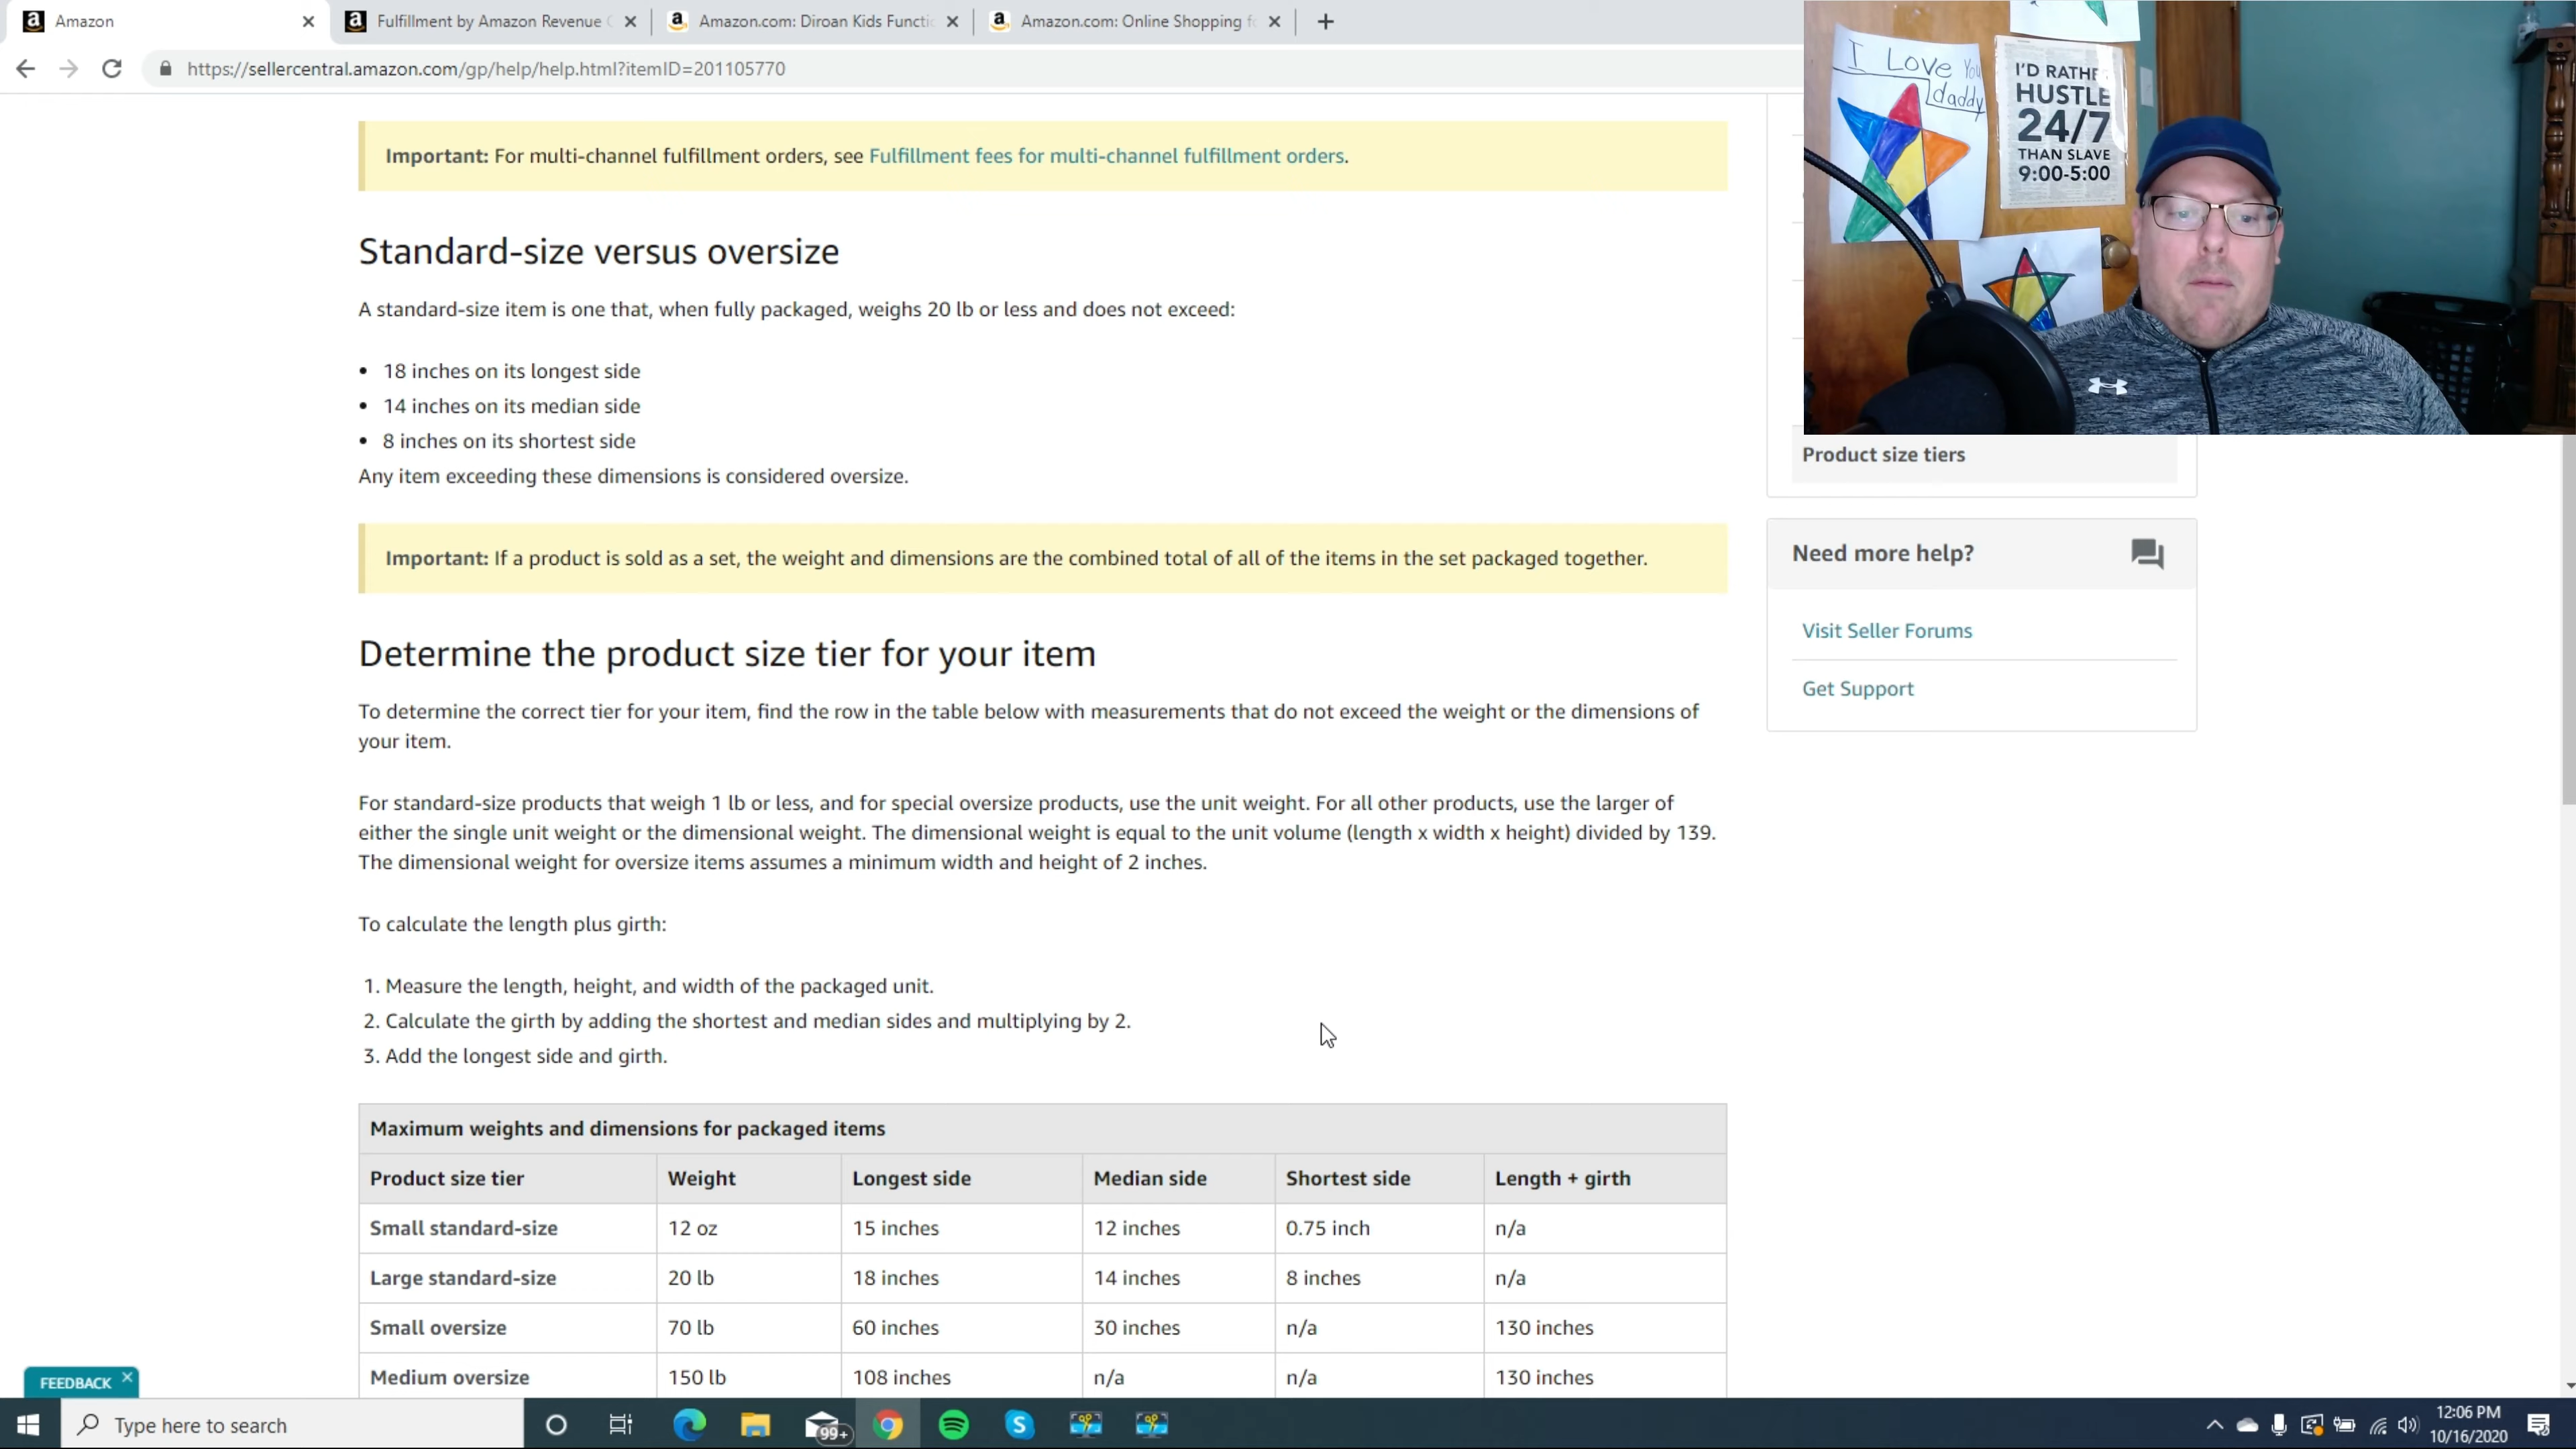 Amazon
Fulfillment by Amazon Revenue
Amazon.com: Diroan Kids Functi
Amazon.com: Online Shopping f
https://sellercentral.amazon.com/gp/help/help.html?itemID=201105770
I Love You
daddy
I'D RATHE
HUSTLE
24/7
THAN SLAVE
9:00-5:00
Important: For multi-channel fulfillment orders, see Fulfillment fees for multi-channel fulfillment orders.
Standard-size versus oversize
A standard-size item is one that, when fully packaged, weighs 20 lb or less and does not exceed:
• 18 inches on its longest side
• 14 inches on its median side
• 8 inches on its shortest side
Any item exceeding these dimensions is considered oversize.
Important: If a product is sold as a set, the weight and dimensions are the combined total of all of the items in the set packaged together.
Determine the product size tier for your item
To determine the correct tier for your item, find the row in the table below with measurements that do not exceed the weight or the dimensions of
your item.
For standard-size products that weigh 1 lb or less, and for special oversize products, use the unit weight. For all other products, use the larger of
either the single unit weight or the dimensional weight. The dimensional weight is equal to the unit volume (length x width x height) divided by 139.
The dimensional weight for oversize items assumes a minimum width and height of 2 inches.
To calculate the length plus girth:
1. Measure the length, height, and width of the packaged unit.
2. Calculate the girth by adding the shortest and median sides and multiplying by 2.
3. Add the longest side and girth.
Maximum weights and dimensions for packaged items
Product size tier Weight Longest side Median side Shortest side Length + girth
Small standard-size 12 oz 15 inches 12 inches 0.75 inch n/a
Large standard-size 20 lb 18 inches 14 inches 8 inches n/a
Small oversize 70 lb 60 inches 30 inches n/a 130 inches
Medium oversize 150 lb 108 inches n/a n/a 130 inches
Product size tiers
Need more help?
Visit Seller Forums
Get Support
FEEDBACK
Type here to search
99+
12:06 PM
10/16/2020